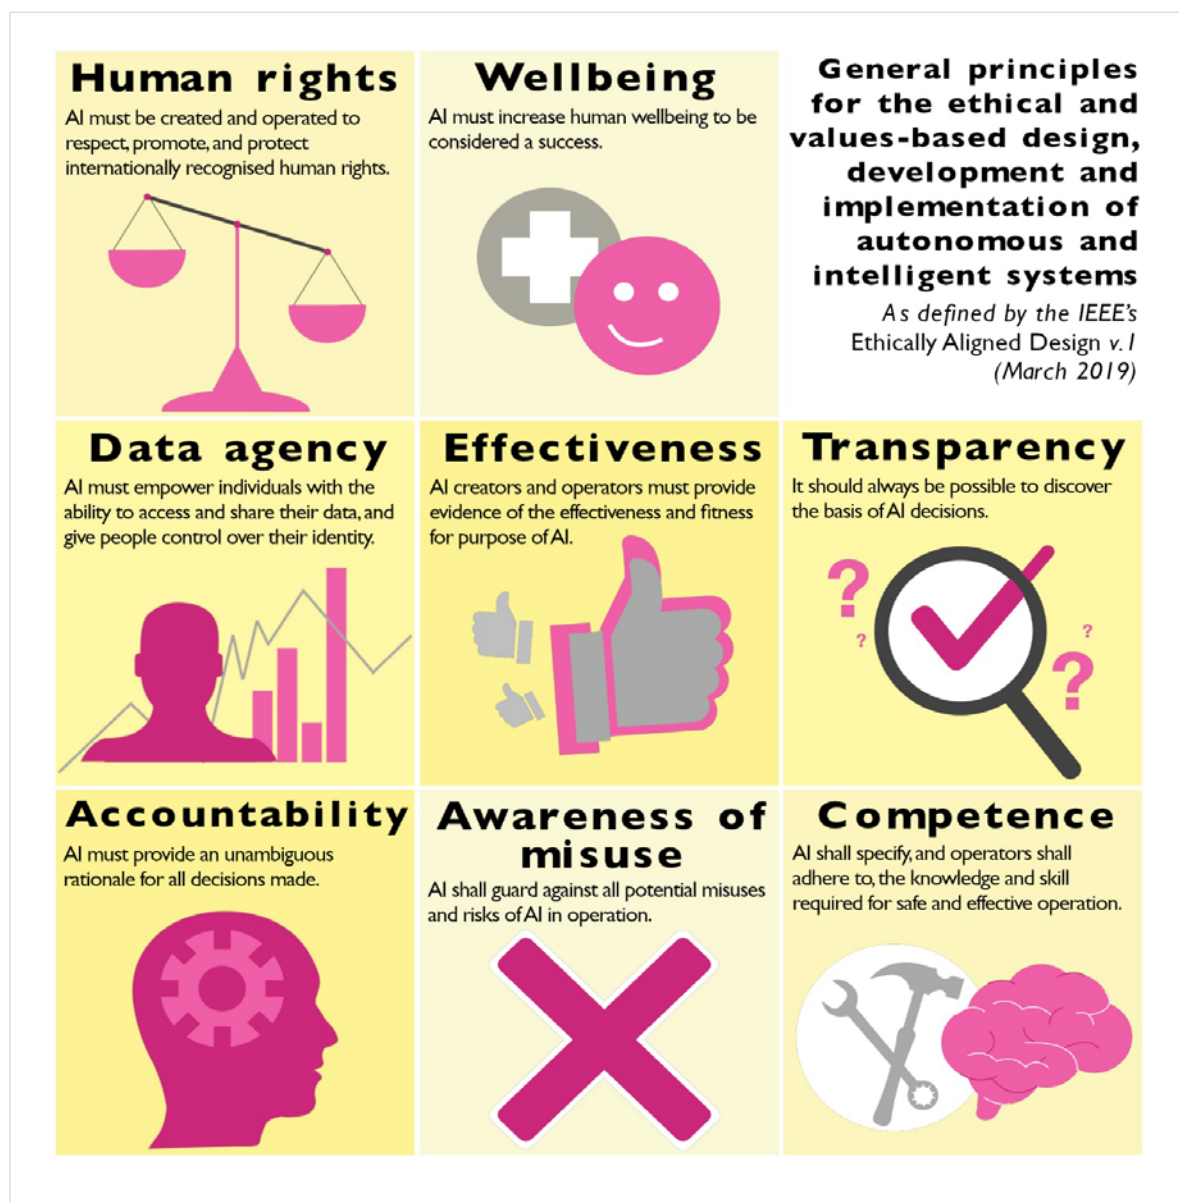 Human rights
AI must be created and operated to
respect, promote, and protect
internationally recognised human rights.
Wellbeing
AI must increase human wellbeing to be
considered a success.
General principles
for the ethical and
values-based design,
development and
implementation of
autonomous and
intelligent systems
As defined by the IEEE's
Ethically Aligned Design v.1
(March 2019)
Data agency
AI must empower individuals with the
ability to access and share their data, and
give people control over their identity.
Effectiveness
AI creators and operators must provide
evidence of the effectiveness and fitness
for purpose of AI.
Transparency
It should always be possible to discover
the basis of AI decisions.
?
?
?
?
Accountability
AI must provide an unambiguous
rationale for all decisions made.
Awareness of
misuse
AI shall guard against all potential misuses
and risks of AI in operation.
Competence
AI shall specify, and operators shall
adhere to, the knowledge and skill
required for safe and effective operation.